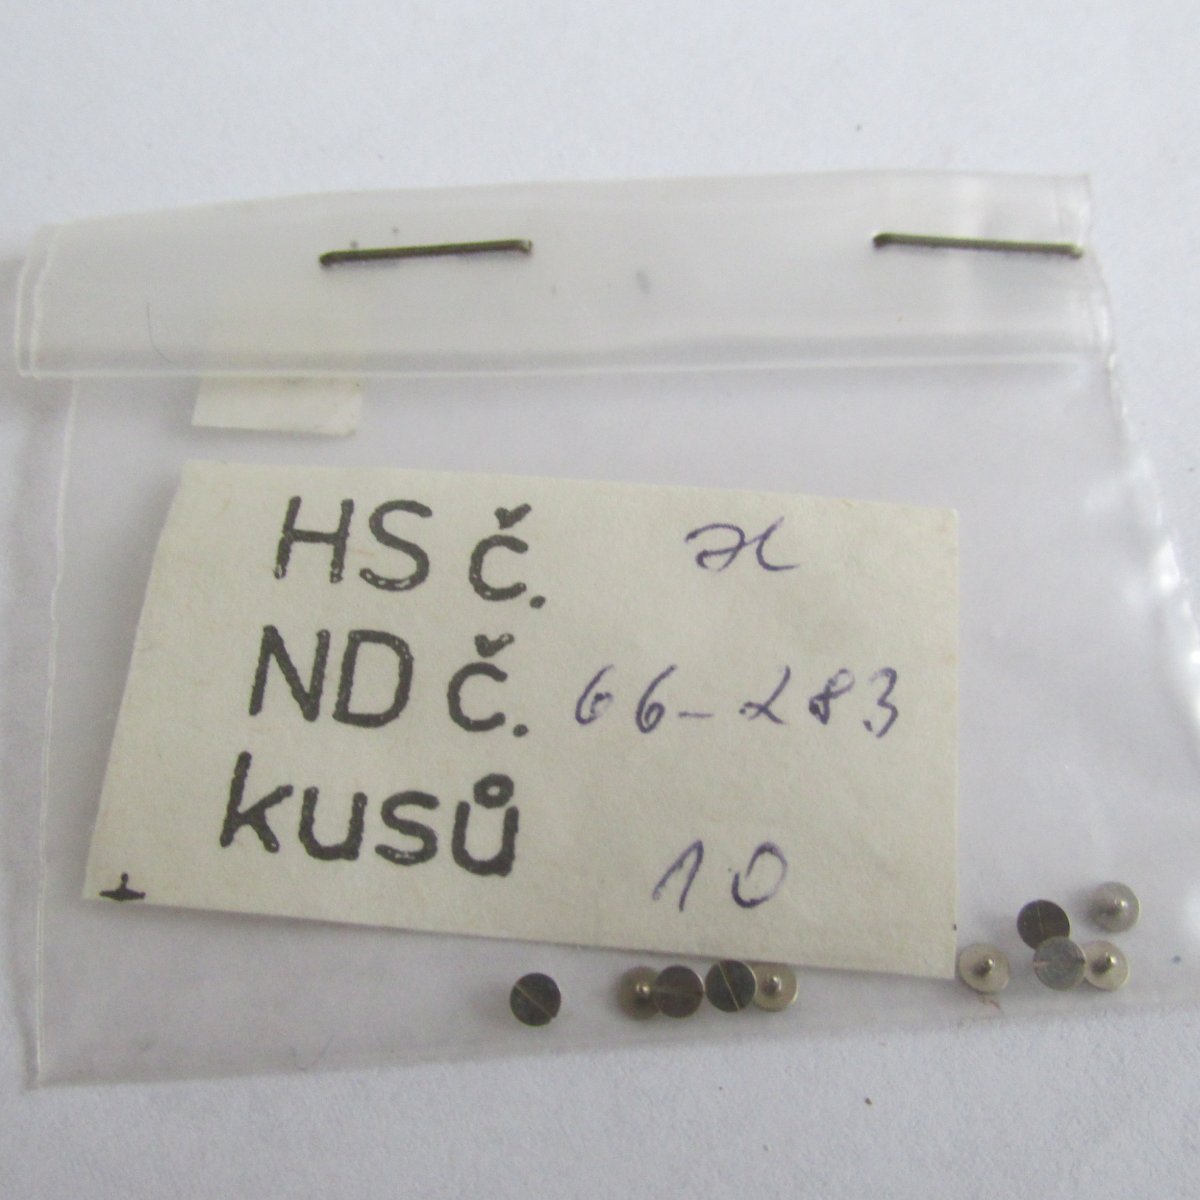 HS č.
ND č. 66-283
kusů 10